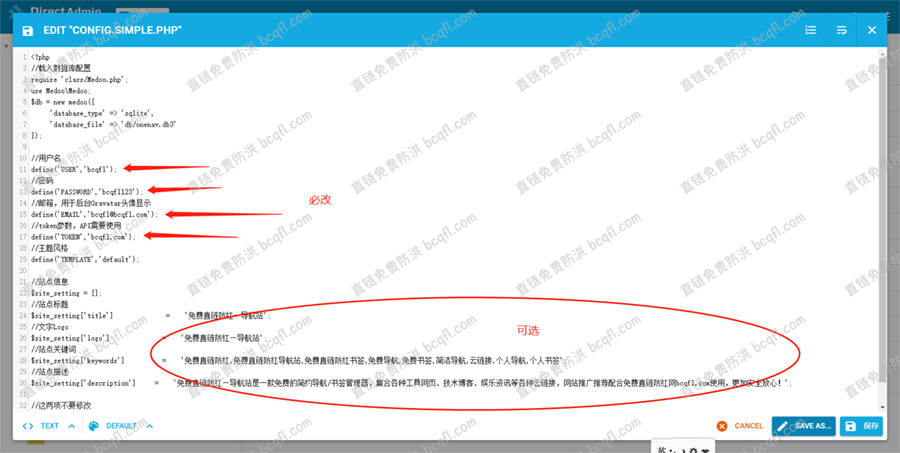 DirectAdmin
EDIT "CONFIG.SIMPLE.PHP"
1 <?php
2 //载入数据库配置
3 require 'class/Medoo.php';
4 use Medoo\Medoo;
5 $db = new medoo([
6 'database_type' => 'sqlite',
7 'database_file' => 'db/onenav.db3'
8 ]);
9
10 //用户名
11 define('USER','bcqfl');
12 //密码
13 define('PASSWORD','bcqfl123');
14 //邮箱，用于后台Gravatar头像显示
15 define('EMAIL','bcqfl@bcqfl.com');
16 //token参数，API需要使用
17 define('TOKEN','bcqfl.com');
18 //主题风格
19 define('TEMPLATE','default');
20
21 //站点信息
22 $site_setting = [];
23 //站点标题
24 $site_setting['title'] = '免费直链防红一导航站';
25 //文字Logo
26 $site_setting['logo'] = '免费直链防红一导航站';
27 //站点关键词
28 $site_setting['keywords'] = '免费直链防红,免费直链防红导航站,免费直链防红书签,免费导航,免费书签,简洁导航,云链接,个人导航,个人书签';
29 //站点描述
30 $site_setting['description'] = '免费直链防红一导航站是一款免费的简约导航/书签管理器，集合各种工具网页、技术博客、娱乐资讯等各种云链接，网站推广推荐配合免费直链防红网bcqfl.com使用，更加安全放心！';
31
32 //这两项不要修改
必改
可选
直链免费防洪 bcqfl.com
TEXT
DEFAULT
CANCEL
SAVE AS...
保存
英